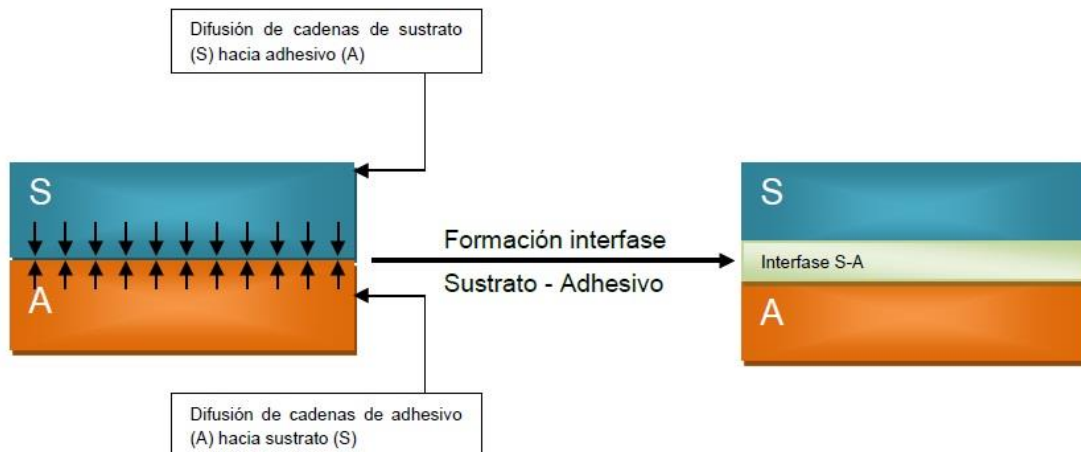 Difusión de cadenas de sustrato
(S) hacia adhesivo (A)
S
A
Formación interfase
Sustrato - Adhesivo
S
Interfase S-A
A
Difusión de cadenas de adhesivo
(A) hacia sustrato (S)